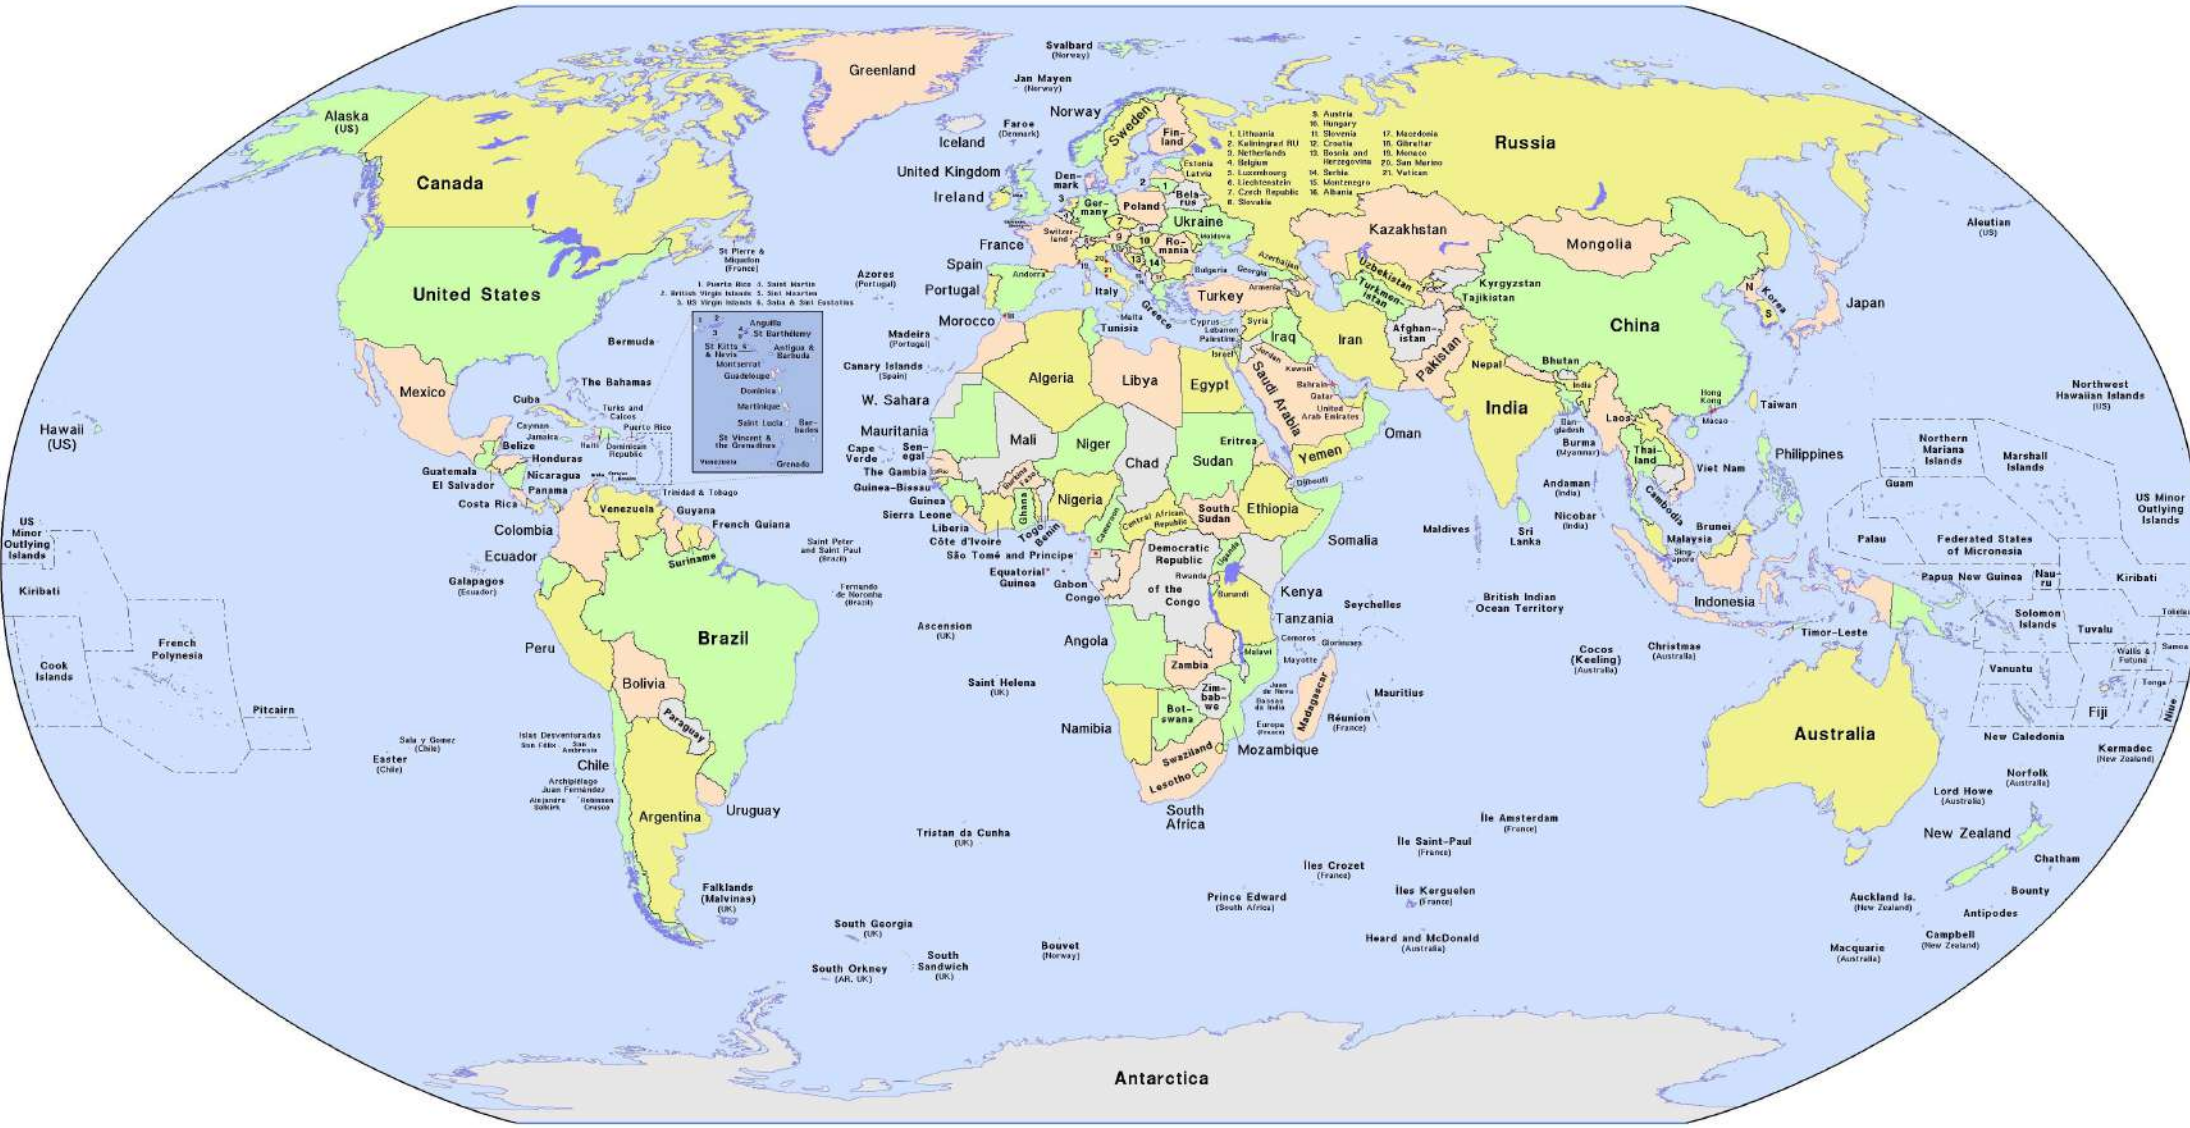 Svalbard
(Norway)
Jan Mayen
(Norway)
Greenland
Alaska
(US)
Canada
Iceland
Faroe
(Denmark)
Norway
Sweden
Fin-
land
Russia
1. Lithuania
2. Kaliningrad RU
3. Netherlands
4. Belgium
5. Luxembourg
6. Liechtenstein
7. Czech Republic
8. Slovakia
9. Austria
10. Hungary
11. Slovenia
12. Croatia
13. Bosnia and
Herzegovina
14. Serbia
15. Montenegro
16. Albania
17. Macedonia
18. Gibraltar
19. Monaco
20. San Marino
21. Vatican
United Kingdom
Ireland
Den-
mark
Estonia
Latvia
2
1
3
Bela-
rus
Ger-
many
Poland
Ukraine
7
9
10
Moldova
Ro-
mania
Switzer-
land
France
13
14
20
21
19
Spain
Andorra
Portugal
Italy
Bulgaria
Georgia
Azerbaijan
Armenia
Turkey
Greece
Malta
Cyprus
Lebanon
Palestine
Israel
Syria
Iraq
Jordan
Kuwait
Iran
Kazakhstan
Uzbekistan
Turkmen-
istan
Kyrgyzstan
Tajikistan
Afghan-
istan
Pakistan
Mongolia
China
N
Korea
S
Japan
Aleutian
(US)
United States
St Pierre &
Miquelon
(France)
1. Puerto Rico 4. Saint Martin
2. British Virgin Islands 5. Sint Maarten
3. US Virgin Islands 6. Saba & Sint Eustatius
1
2
3
4
5
6
Anguilla
St Barthélemy
St Kitts
& Nevis
Antigua &
Barbuda
Montserrat
Guadeloupe
Dominica
Martinique
Saint Lucia
Bar-
bados
St Vincent &
the Grenadines
Venezuela
Grenada
Azores
(Portugal)
Madeira
(Portugal)
Canary Islands
(Spain)
Bermuda
Mexico
The Bahamas
Cuba
Turks and
Caicos
Cayman
Jamaica
Haiti
Dominican
Republic
Puerto Rico
Belize
Honduras
Guatemala
El Salvador
Nicaragua
Costa Rica
Panama
Trinidad & Tobago
Venezuela
Guyana
French Guiana
Suriname
Colombia
Ecuador
Galapagos
(Ecuador)
Hawaii
(US)
US
Minor
Outlying
Islands
Kiribati
Cook
Islands
French
Polynesia
Pitcairn
Peru
Brazil
Bolivia
Paraguay
Chile
Argentina
Uruguay
Saint Peter
and Saint Paul
(Brazil)
Fernando
de Noronha
(Brazil)
Sala y Gomez
(Chile)
Easter
(Chile)
Islas Desventuradas
San Félix
San
Ambrosio
Archipiélago
Juan Fernández
Alejandro
Selkirk
Robinson
Crusoe
Falklands
(Malvinas)
(UK)
South Georgia
(UK)
South Orkney
(AR, UK)
South
Sandwich
(UK)
Morocco
18
Tunisia
Algeria
Libya
Egypt
W. Sahara
Mauritania
Mali
Niger
Chad
Sudan
Eritrea
Cape
Verde
Sen-
egal
The Gambia
Guinea-Bissau
Guinea
Sierra Leone
Liberia
Côte d'Ivoire
Burkina
Faso
Ghana
Togo
Benin
Nigeria
Cameroon
Central African
Republic
South
Sudan
Ethiopia
Djibouti
Somalia
São Tomé and Principe
Equatorial
Guinea
Gabon
Congo
Democratic
Republic
of the
Congo
Uganda
Rwanda
Burundi
Kenya
Tanzania
Ascension
(UK)
Saint Helena
(UK)
Angola
Zambia
Malawi
Zim-
bab-
we
Bot-
swana
Namibia
Mozambique
Swaziland
Lesotho
South
Africa
Comoros
Glorieuses
Mayotte
Juan
de Nova
Bassas
da India
Europa
(France)
Madagascar
Réunion
(France)
Mauritius
Seychelles
Tristan da Cunha
(UK)
Bouvet
(Norway)
Prince Edward
(South Africa)
Îles Crozet
(France)
Îles Kerguelen
(France)
Heard and McDonald
(Australia)
Île Saint-Paul
(France)
Île Amsterdam
(France)
Saudi Arabia
Bahrain
Qatar
United
Arab Emirates
Oman
Yemen
Nepal
Bhutan
India
India
Ban-
gladesh
Burma
(Myanmar)
Laos
Thai-
land
Viet Nam
Cambodia
Hong
Kong
Macao
Taiwan
Philippines
Maldives
Sri
Lanka
Andaman
(India)
Nicobar
(India)
Brunei
Malaysia
Sing-
apore
Indonesia
Timor-Leste
British Indian
Ocean Territory
Cocos
(Keeling)
(Australia)
Christmas
(Australia)
Northwest
Hawaiian Islands
(US)
Northern
Mariana
Islands
Marshall
Islands
Guam
US Minor
Outlying
Islands
Palau
Federated States
of Micronesia
Papua New Guinea
Nau-
ru
Kiribati
Solomon
Islands
Tuvalu
Wallis &
Futuna
Samoa
Vanuatu
Tonga
Fiji
Niue
New Caledonia
Australia
Kermadec
(New Zealand)
Norfolk
(Australia)
Lord Howe
(Australia)
New Zealand
Chatham
Bounty
Auckland Is.
(New Zealand)
Antipodes
Campbell
(New Zealand)
Macquarie
(Australia)
Antarctica